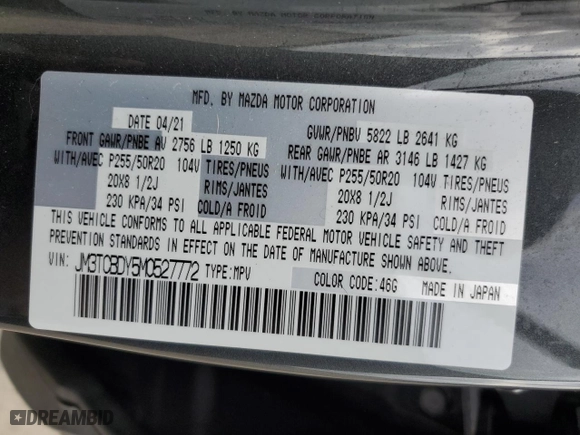 MFD. BY MAZDA MOTOR CORPORATION
DATE 04/21 GVWR/PNBV 5822 LB 2641 KG
FRONT GAWR/PNBE AV 2756 LB 1250 KG REAR GAWR/PNBE AR 3146 LB 1427 KG
WITH/AVEC P255/50R20 104V TIRES/PNEUS WITH/AVEC P255/50R20 104V TIRES/PNEUS
20X8 1/2J RIMS/JANTES 20X8 1/2J RIMS/JANTES
230 KPA/34 PSI COLD/A FROID 230 KPA/34 PSI COLD/A FROID
THIS VEHICLE CONFORMS TO ALL APPLICABLE FEDERAL MOTOR VEHICLE SAFETY AND THEFT
PREVENTION STANDARDS IN EFFECT ON THE DATE OF MANUFACTURE SHOWN ABOVE.
VIN: JM3TCBDY5M0527772 TYPE:MPV COLOR CODE:46G MADE IN JAPAN
DREAMBID